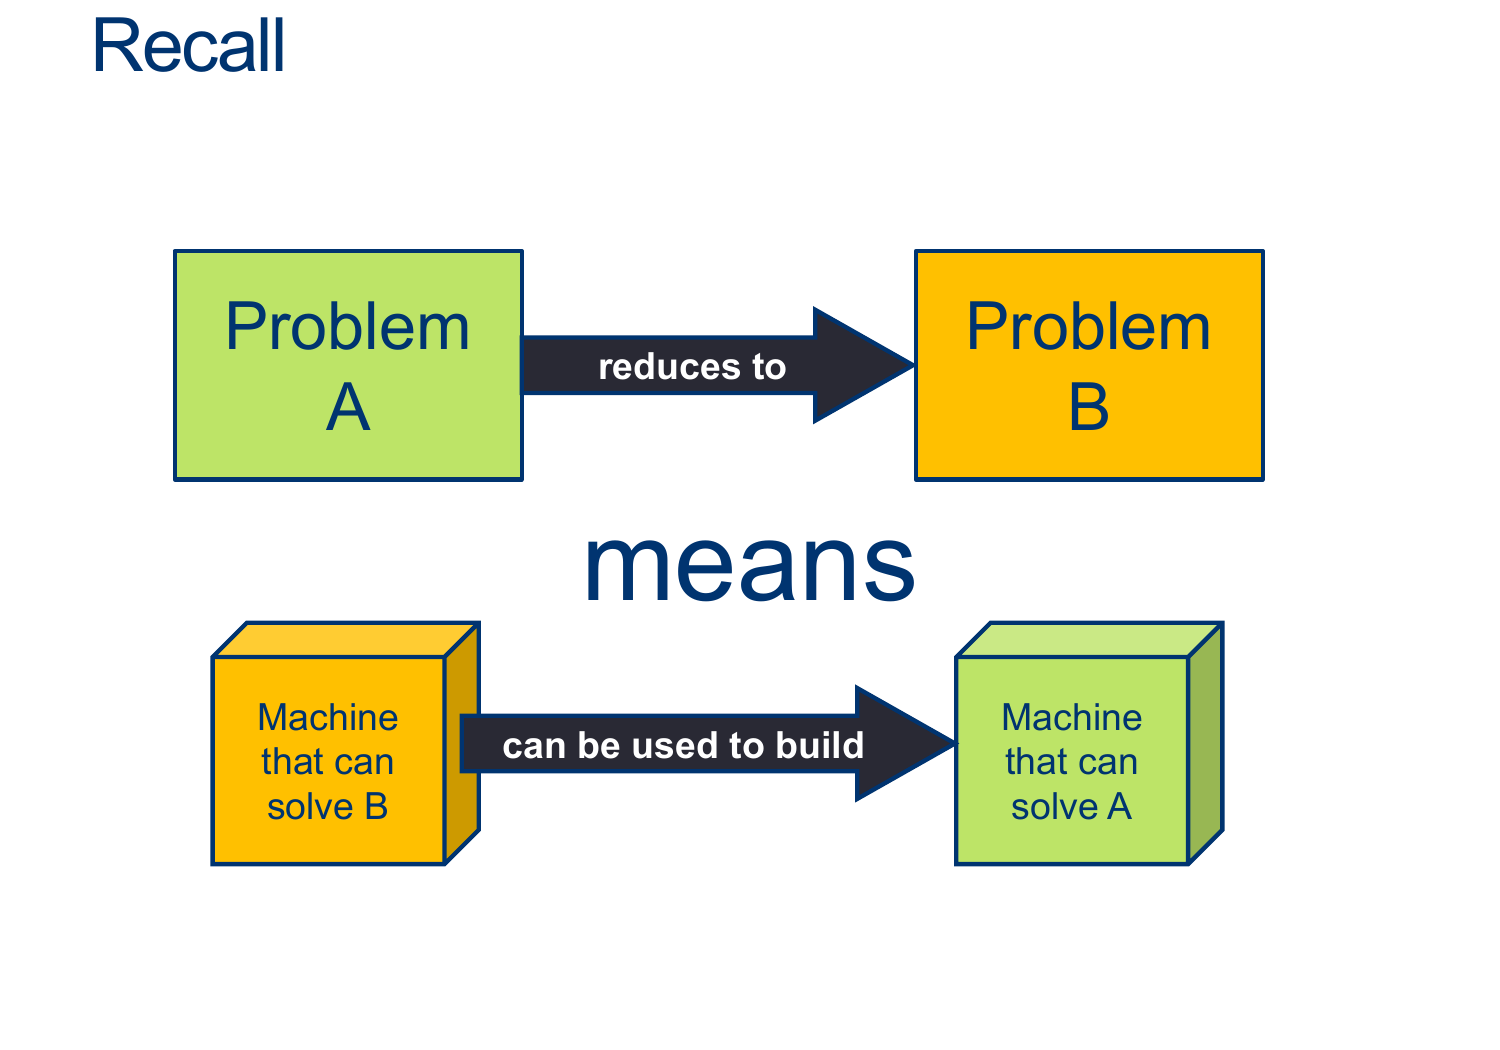 Recall
Problem
A
reduces to
Problem
B
means
Machine
that can
solve B
can be used to build
Machine
that can
solve A